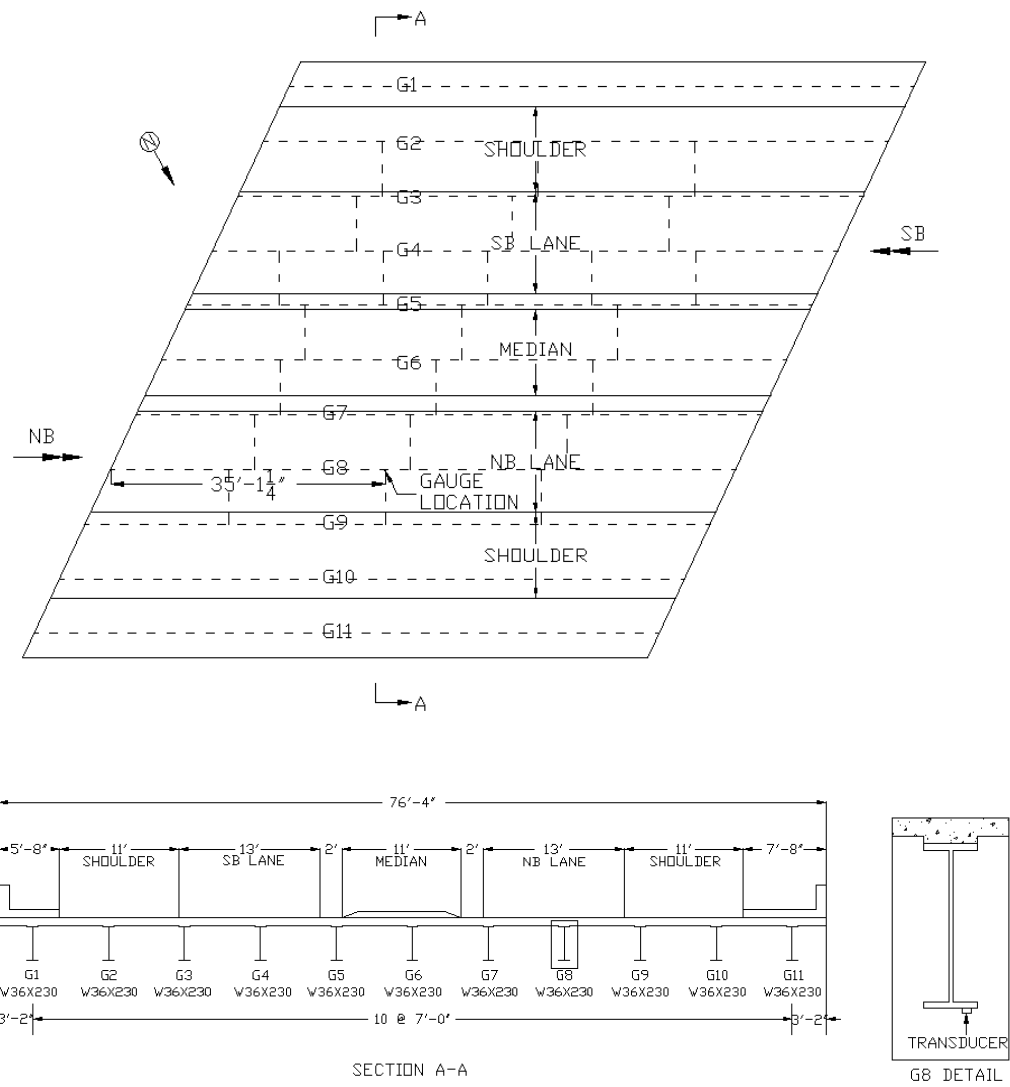 A
G1
G2
SHOULDER
N
G3
SB
SB LANE
G4
G5
MEDIAN
G6
G7
NB
NB LANE
G8
35'-1 1/4"
GAUGE
LOCATION
G9
SHOULDER
G10
G11
A
76'-4"
5'-8" 11' 13' 2' 11' 2' 13' 11' 7'-8"
SHOULDER SB LANE MEDIAN NB LANE SHOULDER
G1 G2 G3 G4 G5 G6 G7 G8 G9 G10 G11
W36X230 W36X230 W36X230 W36X230 W36X230 W36X230 W36X230 W36X230 W36X230 W36X230 W36X230
3'-2" 10 @ 7'-0" 3'-2"
SECTION A-A
TRANSDUCER
G8 DETAIL